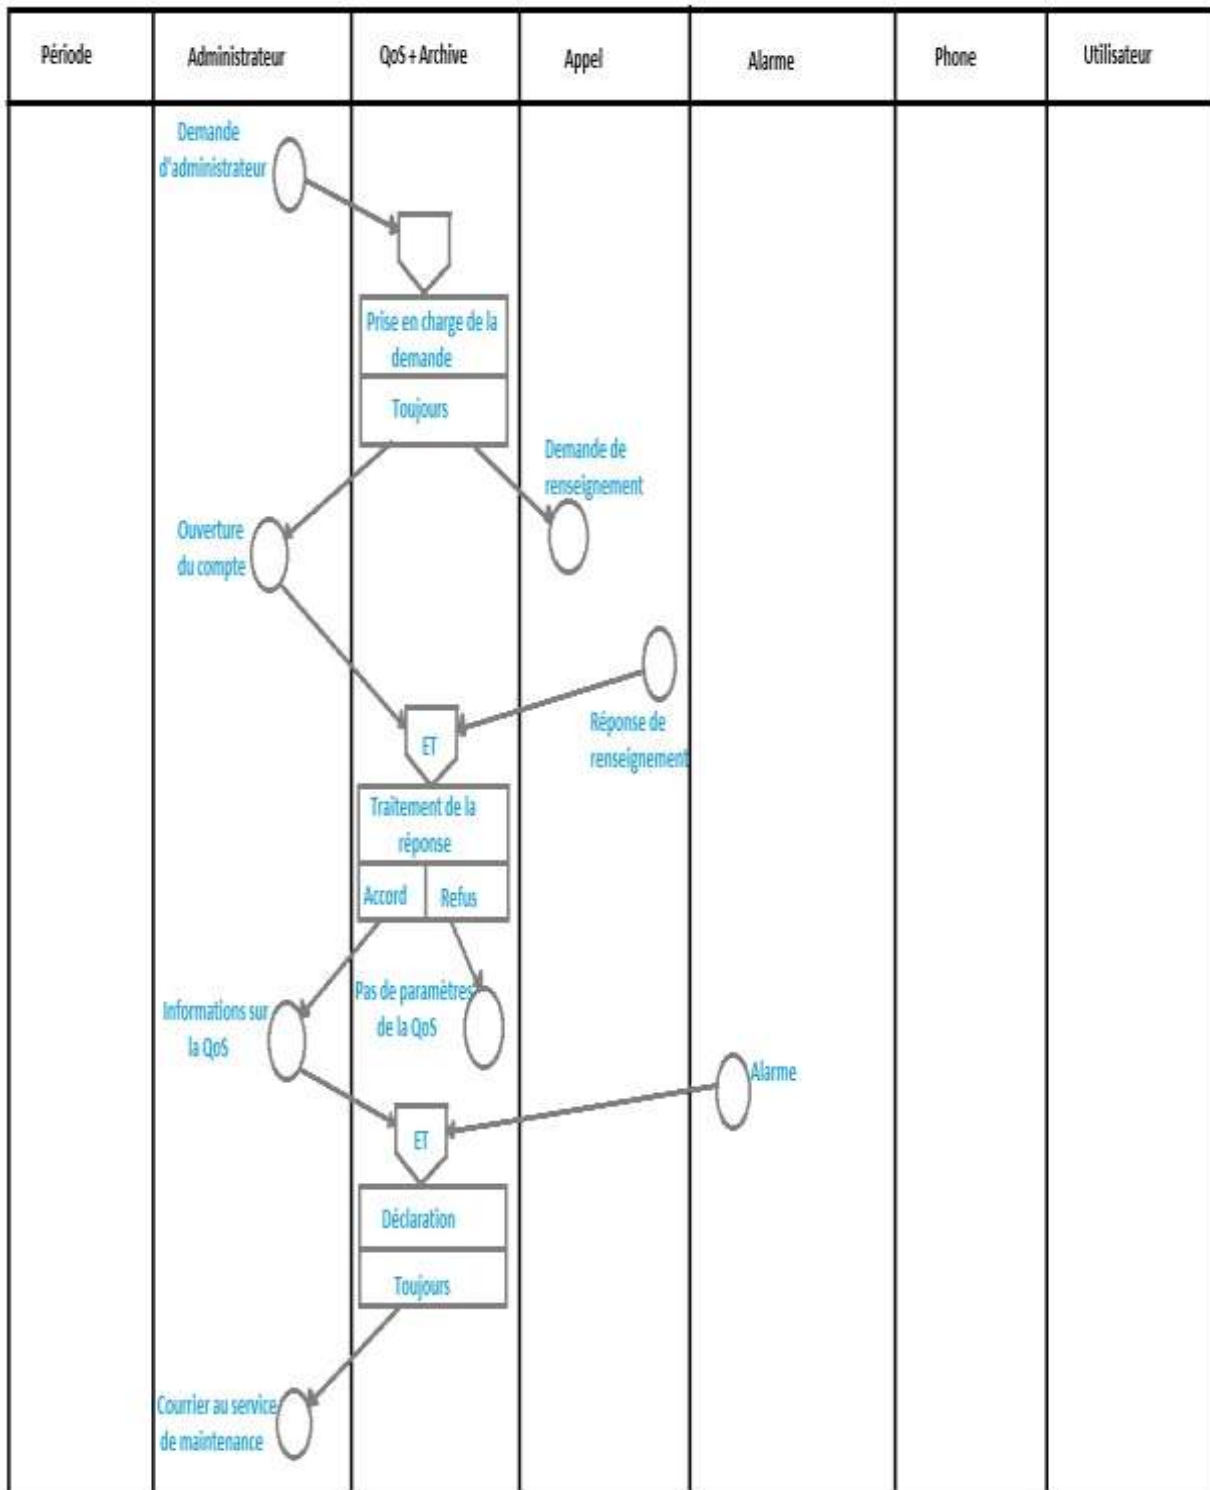 Période
Administrateur
QoS + Archive
Appel
Alarme
Phone
Utilisateur
Demande
d'administrateur
Prise en charge de la
demande
Toujours
Demande de
renseignement
Ouverture
du compte
Réponse de
renseignement
ET
Traitement de la
réponse
Accord
Refus
Informations sur
la QoS
Pas de paramètres
de la QoS
Alarme
ET
Déclaration
Toujours
Courrier au service
de maintenance